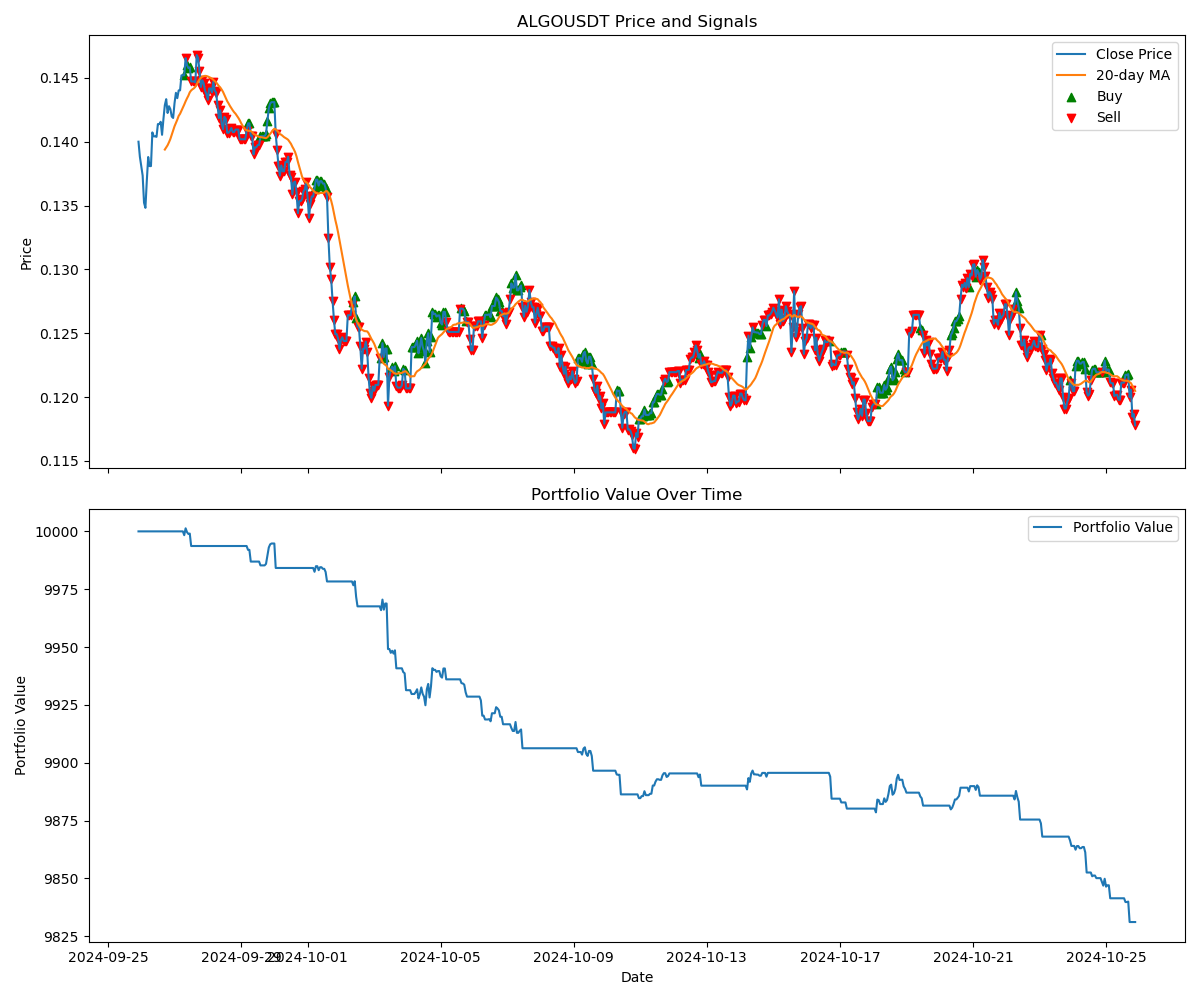 ALGOUSDT Price and Signals
Price
0.145
0.140
0.135
0.130
0.125
0.120
0.115
Close Price
20-day MA
Buy
Sell
Portfolio Value Over Time
Portfolio Value
10000
9975
9950
9925
9900
9875
9850
9825
Portfolio Value
2024-09-25
2024-09-29
2024-10-01
2024-10-05
2024-10-09
2024-10-13
2024-10-17
2024-10-21
2024-10-25
Date